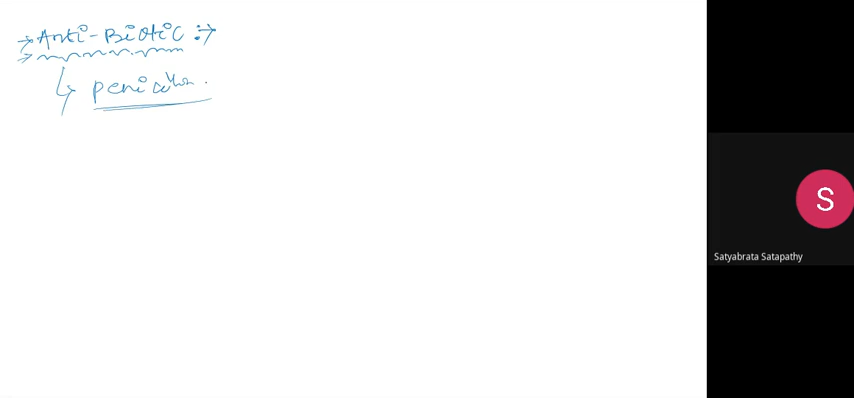 → Anti-Biotic :→
↳ penicillin.
S
Satyabrata Satapathy